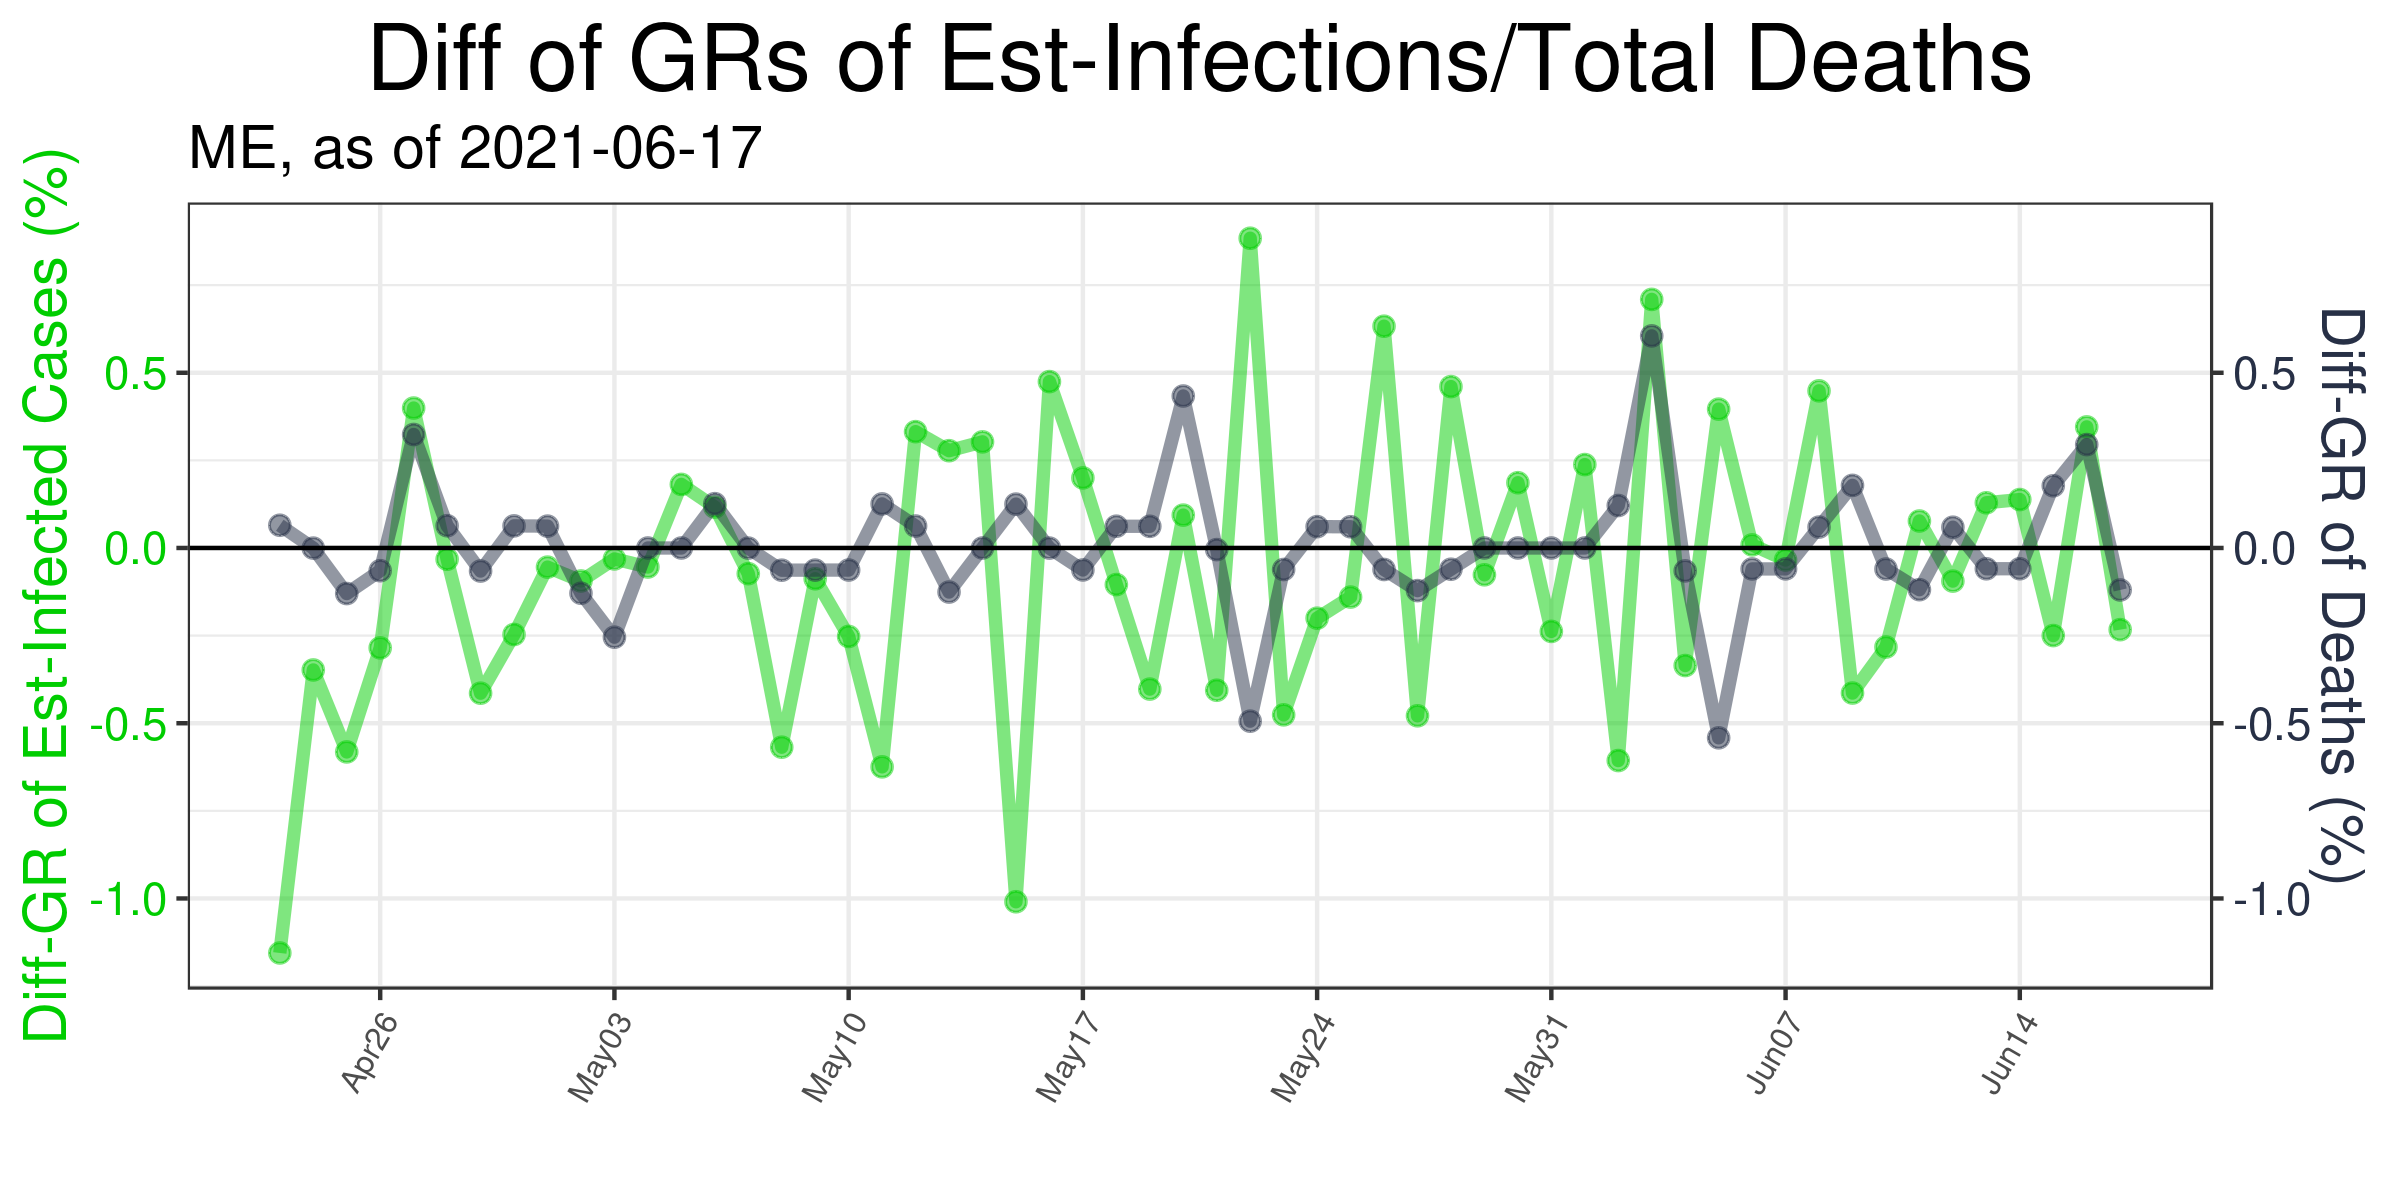 Diff of GRs of Est-Infections/Total Deaths
ME, as of 2021-06-17
Diff-GR of Est-Infected Cases (%)
0.5
0.0
-0.5
-1.0
0.5
0.0
-0.5
-1.0
Diff-GR of Deaths (%)
Apr26
May03
May10
May17
May24
May31
Jun07
Jun14